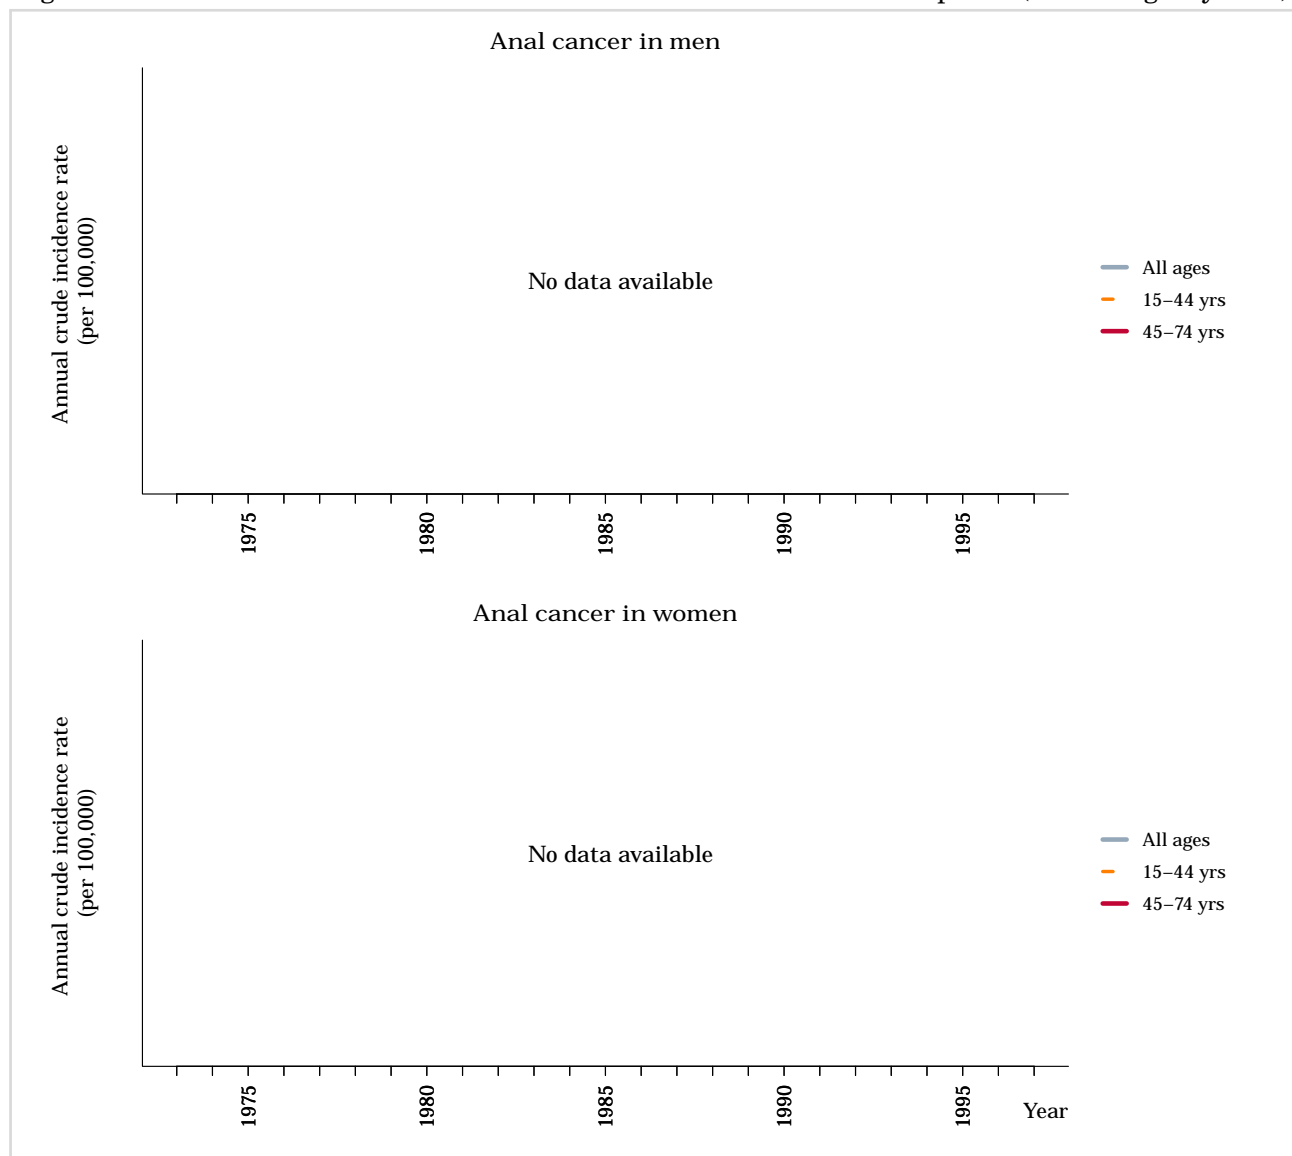 Anal cancer in men
Annual crude incidence rate
(per 100,000)
No data available
All ages
15–44 yrs
45–74 yrs
1975
1980
1985
1990
1995
Anal cancer in women
Annual crude incidence rate
(per 100,000)
No data available
All ages
15–44 yrs
45–74 yrs
1975
1980
1985
1990
1995
Year